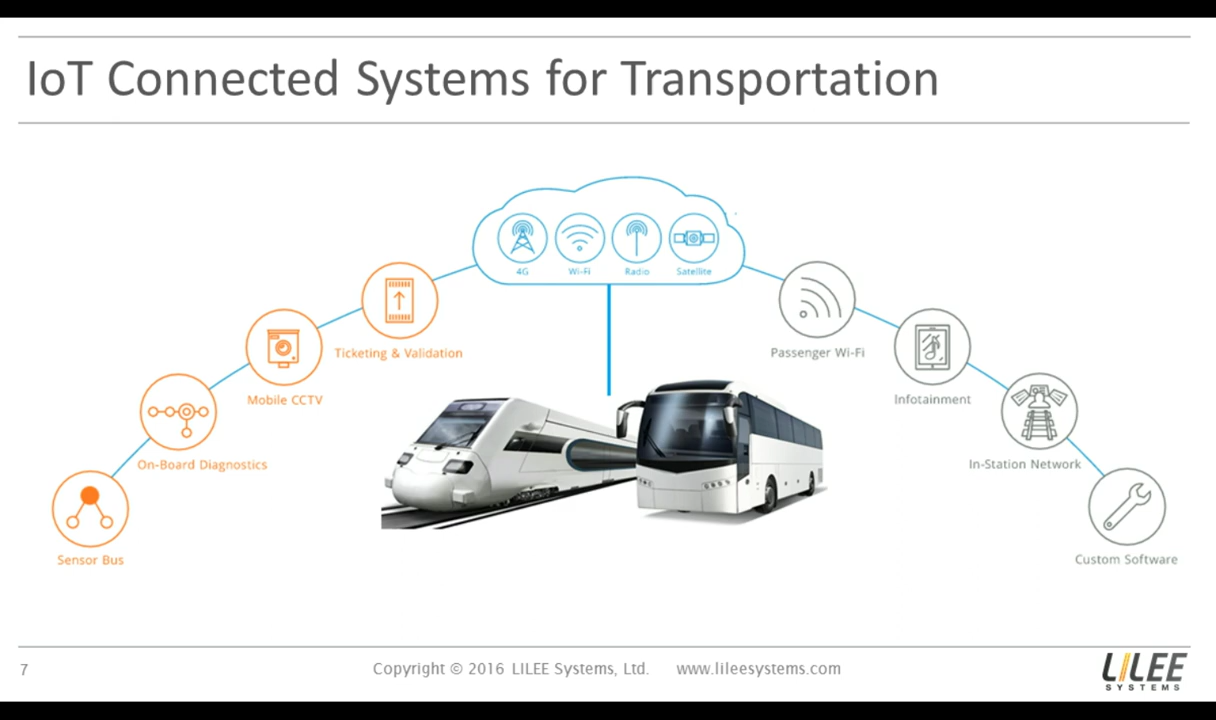 IoT Connected Systems for Transportation
4G
Wi-Fi
Radio
Satellite
Ticketing & Validation
Passenger Wi-Fi
Mobile CCTV
Infotainment
On-Board Diagnostics
In-Station Network
Sensor Bus
Custom Software
7
Copyright © 2016 LILEE Systems, Ltd.
www.lileesystems.com
LILEE
SYSTEMS